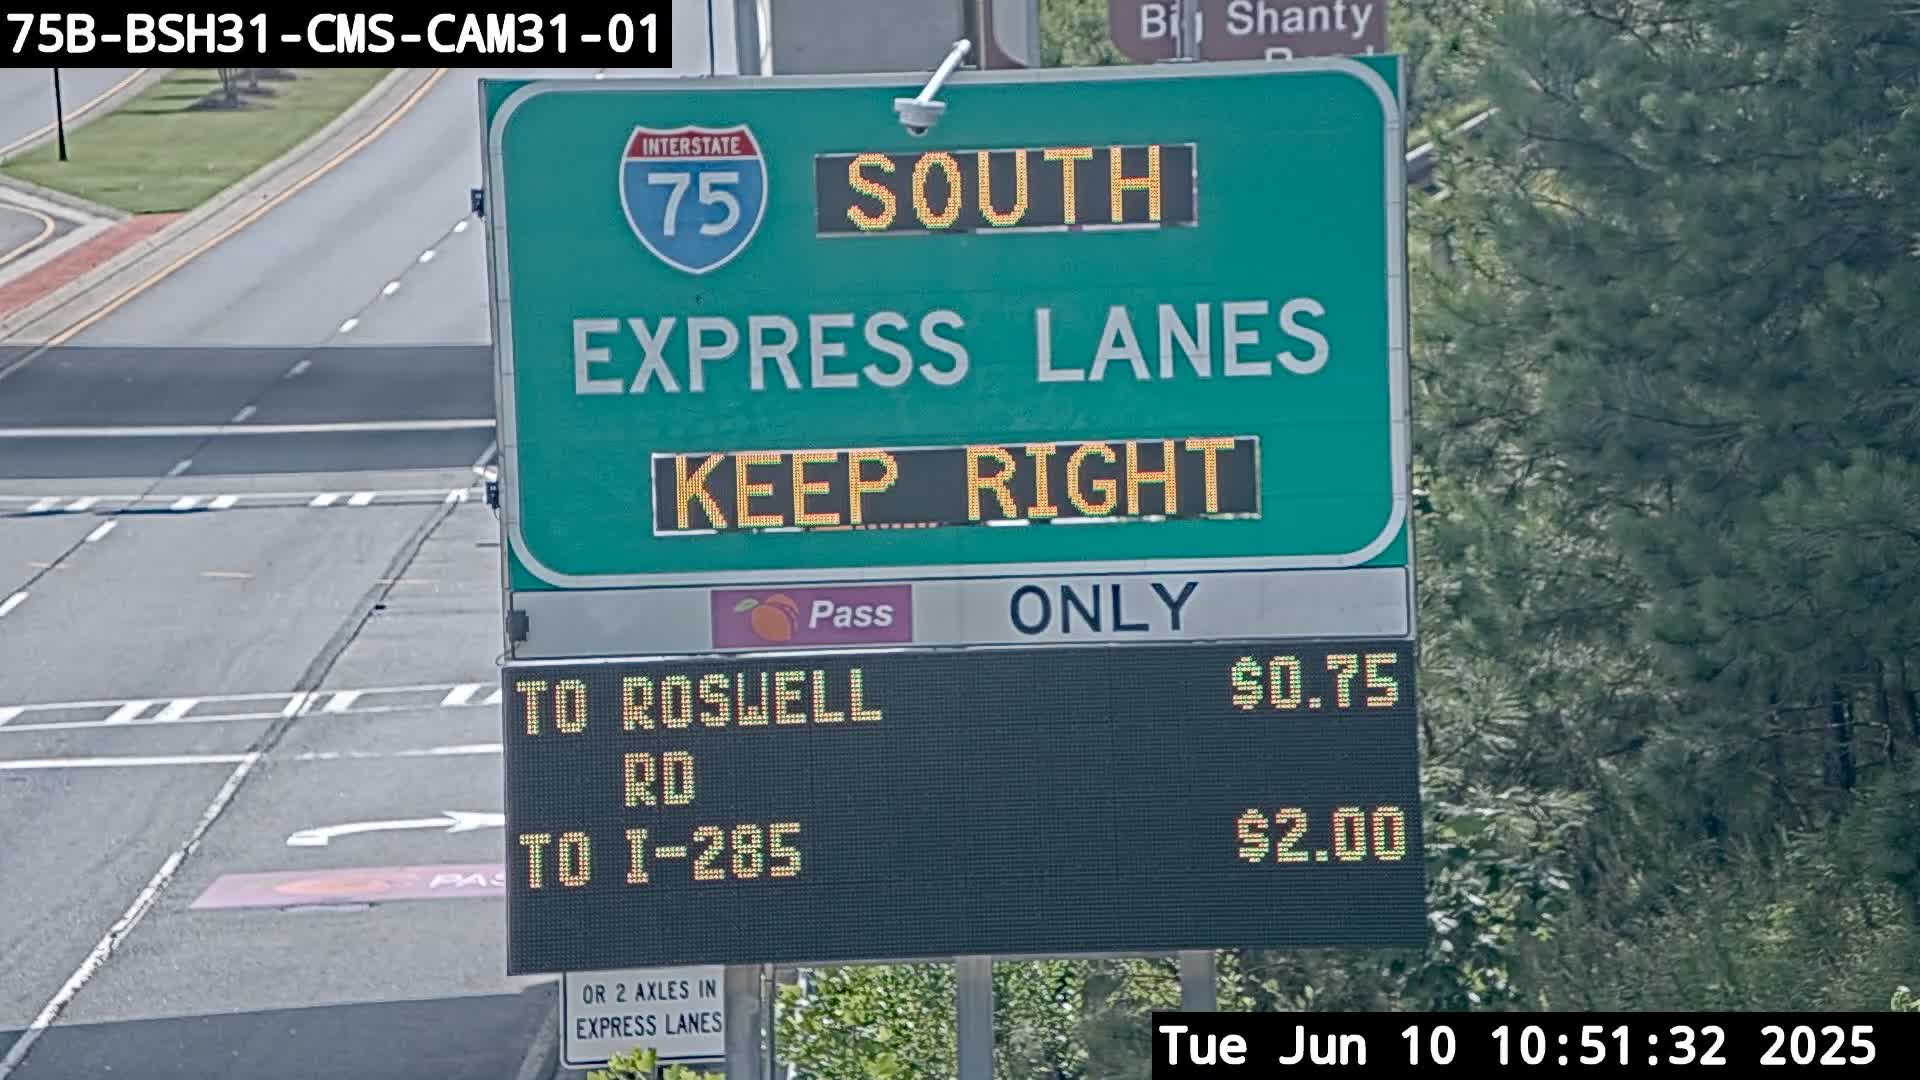 75B-BSH31-CMS-CAM31-01
Big Shanty
INTERSTATE
75
SOUTH
EXPRESS LANES
KEEP RIGHT
Pass
ONLY
TO ROSWELL $0.75
RD
TO I-285 $2.00
OR 2 AXLES IN
EXPRESS LANES
Tue Jun 10 10:51:32 2025